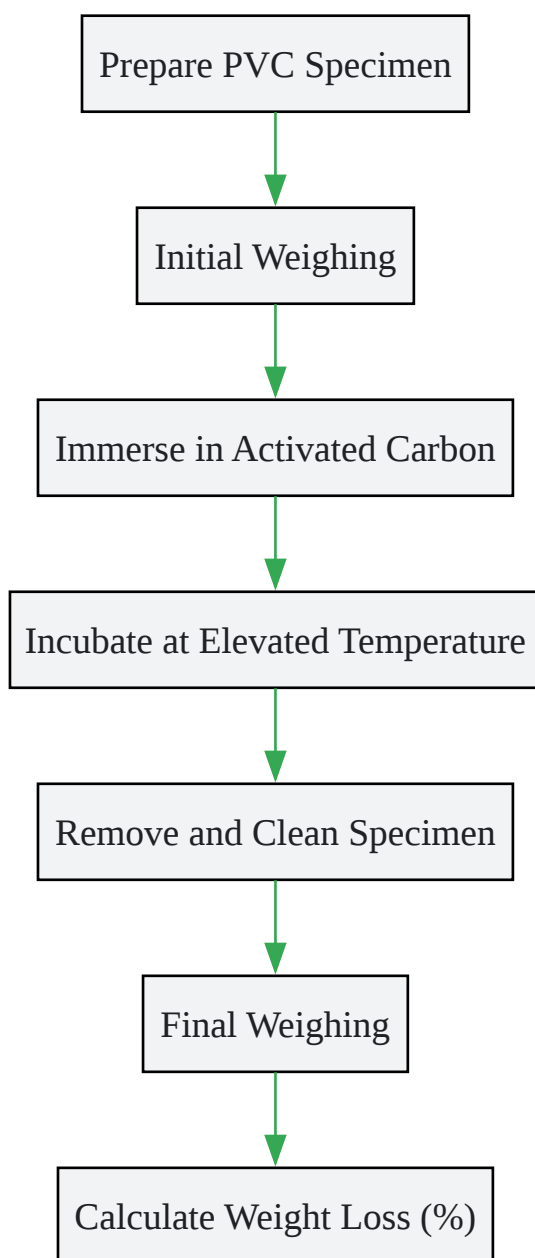 Prepare PVC Specimen
Initial Weighing
Immerse in Activated Carbon
Incubate at Elevated Temperature
Remove and Clean Specimen
Final Weighing
Calculate Weight Loss (%)